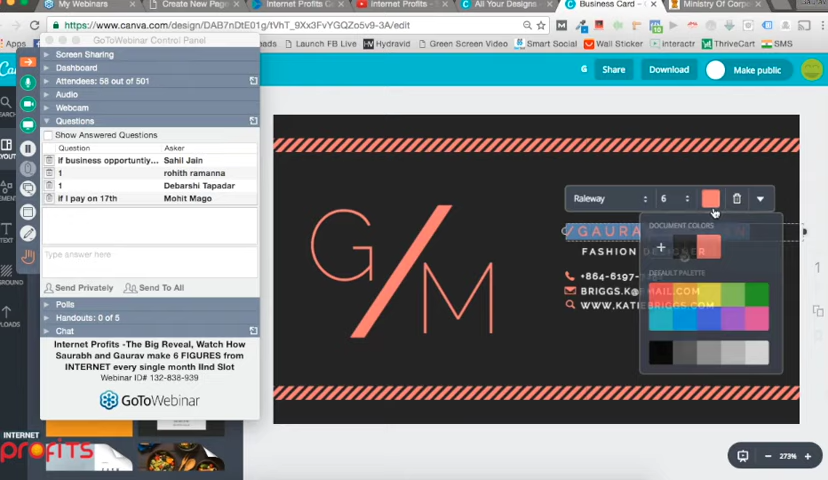 My Webinars
Create New Page
Internet Profits C
Internet Profits -
All Your Designs
Business Card –
Ministry Of Corpor
https://www.canva.com/design/DAB7nDtE01g/tVhT_9Xx3FvYGQZo5v9-3A/edit
Apps
Launch FB Live
Hydravid
Green Screen Video
Smart Social
Wall Sticker
interactr
ThriveCart
SMS
GoToWebinar Control Panel
Share
Download
Make public
Screen Sharing
Dashboard
Attendees: 58 out of 501
Audio
Webcam
Questions
Show Answered Questions
Question
Asker
if business opportuntiy...
Sahil Jain
1
rohith ramanna
1
Debarshi Tapadar
if I pay on 17th
Mohit Mago
Type answer here
Send Privately
Send To All
Polls
Handouts: 0 of 5
Chat
Internet Profits -The Big Reveal, Watch How
Saurabh and Gaurav make 6 FIGURES from
INTERNET every single month IInd Slot
Webinar ID# 132-838-939
GoToWebinar
INTERNET
profits
G/M
Raleway
6
DOCUMENT COLORS
DEFAULT PALETTE
FASHION
+864-6197-
BRIGGS.K@EMAIL.COM
WWW.KATIEBRIGGS.COM
1
273%